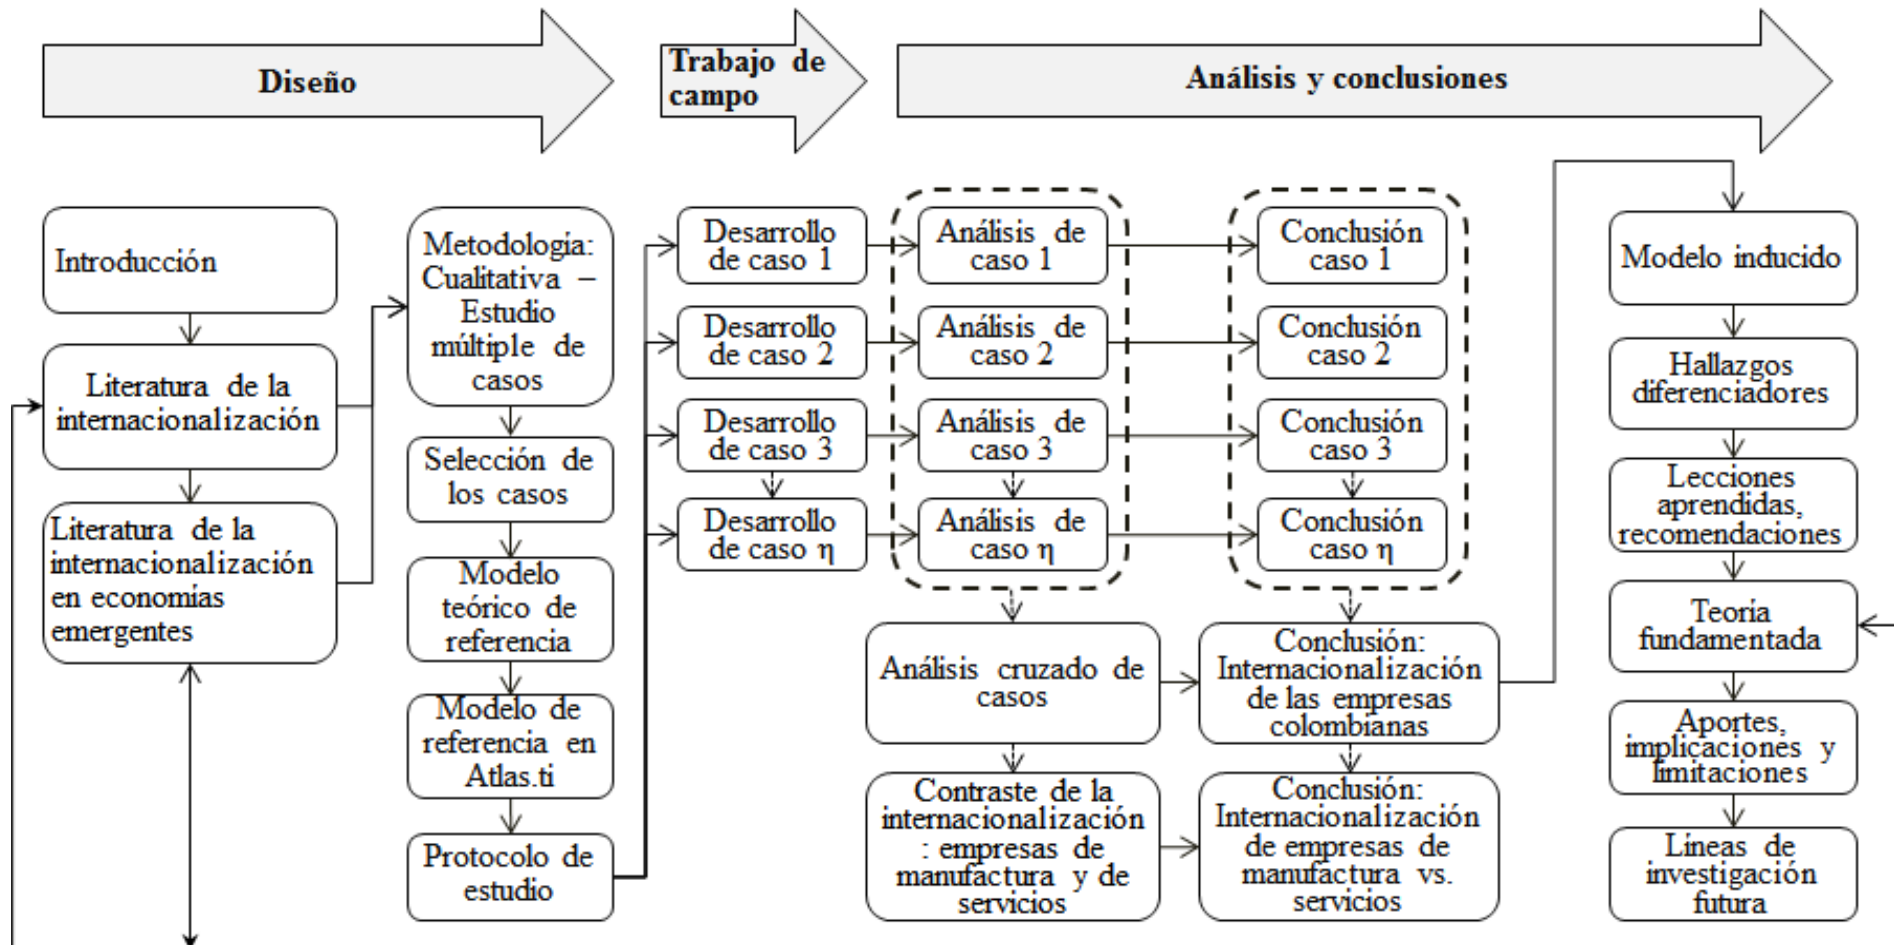 Diseño
Trabajo de
campo
Análisis y conclusiones
Introducción
Literatura de la
internacionalización
Literatura de la
internacionalización
en economías
emergentes
Metodología:
Cualitativa –
Estudio
múltiple de
casos
Selección de
los casos
Modelo
teórico de
referencia
Modelo de
referencia en
Atlas.ti
Protocolo de
estudio
Desarrollo
de caso 1
Desarrollo
de caso 2
Desarrollo
de caso 3
Desarrollo
de caso η
Análisis de
caso 1
Análisis de
caso 2
Análisis de
caso 3
Análisis de
caso η
Análisis cruzado de
casos
Contraste de la
internacionalización
: empresas de
manufactura y de
servicios
Conclusión
caso 1
Conclusión
caso 2
Conclusión
caso 3
Conclusión
caso η
Conclusión:
Internacionalización
de las empresas
colombianas
Conclusión:
Internacionalización
de empresas de
manufactura vs.
servicios
Modelo inducido
Hallazgos
diferenciadores
Lecciones
aprendidas,
recomendaciones
Teoría
fundamentada
Aportes,
implicaciones y
limitaciones
Líneas de
investigación
futura